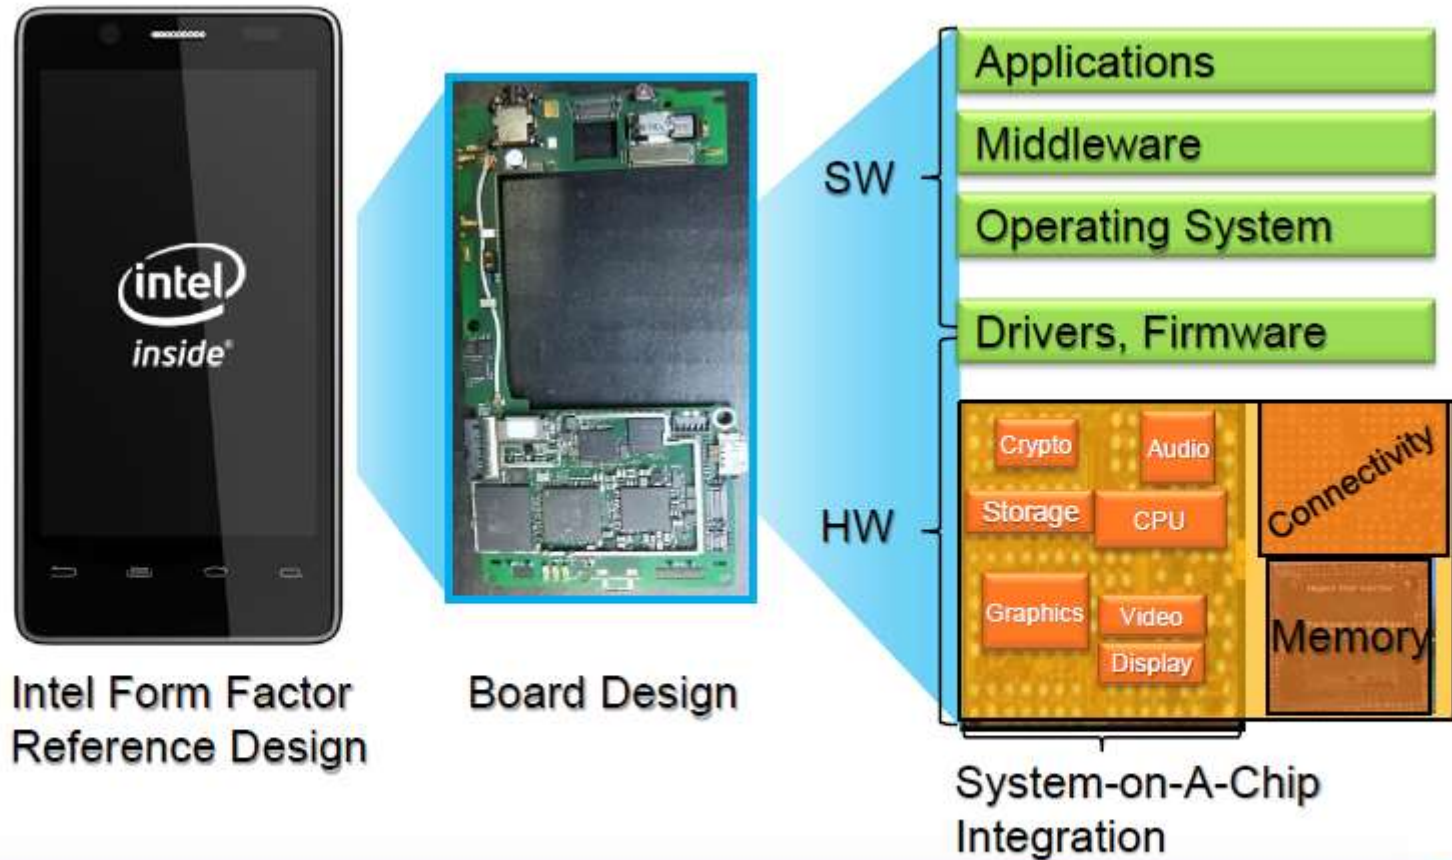 intel
inside®
Intel Form Factor
Reference Design
Board Design
SW
HW
Applications
Middleware
Operating System
Drivers, Firmware
Crypto
Audio
Storage
CPU
Graphics
Video
Display
Connectivity
Memory
System-on-A-Chip
Integration